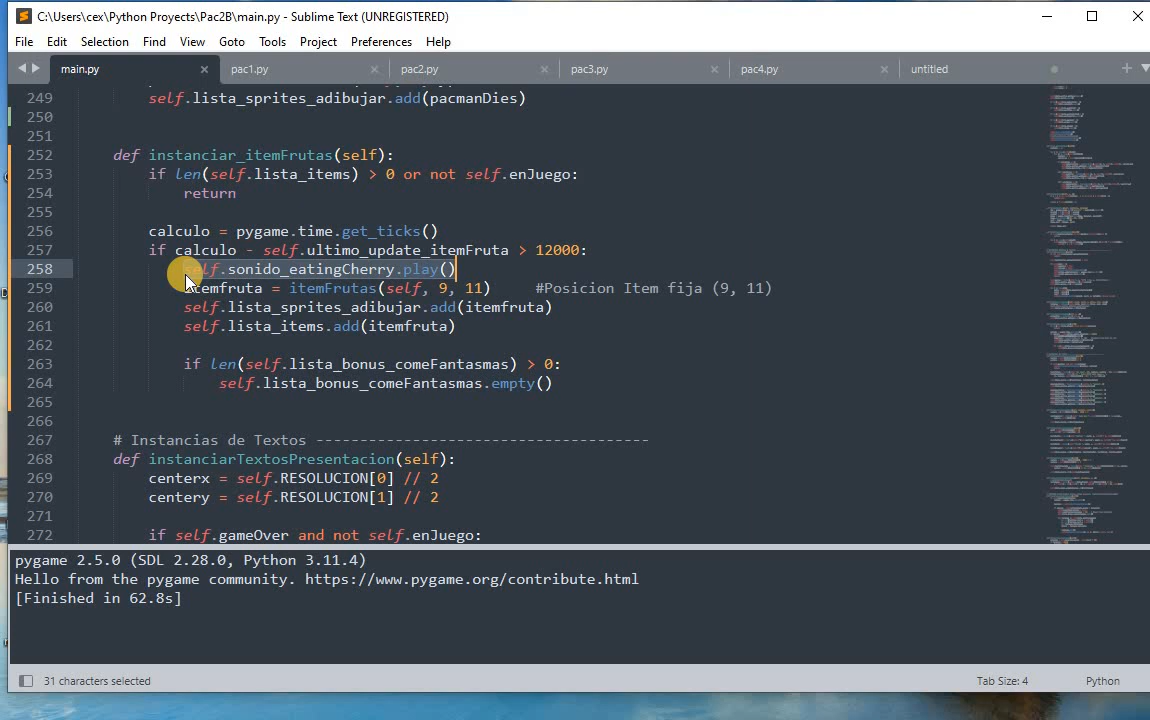 C:\Users\cex\Python Proyects\Pac2B\main.py - Sublime Text (UNREGISTERED)
File Edit Selection Find View Goto Tools Project Preferences Help
main.py pac1.py pac2.py pac3.py pac4.py untitled
249 self.lista_sprites_adibujar.add(pacmanDies)
250
251
252 def instanciar_itemFrutas(self):
253 if len(self.lista_items) > 0 or not self.enJuego:
254 return
255
256 calculo = pygame.time.get_ticks()
257 if calculo - self.ultimo_update_itemFruta > 12000:
258 self.sonido_eatingCherry.play()
259 itemfruta = itemFrutas(self, 9, 11) #Posicion Item fija (9, 11)
260 self.lista_sprites_adibujar.add(itemfruta)
261 self.lista_items.add(itemfruta)
262
263 if len(self.lista_bonus_comeFantasmas) > 0:
264 self.lista_bonus_comeFantasmas.empty()
265
266
267 # Instancias de Textos --------------------------------------
268 def instanciarTextosPresentacion(self):
269 centerx = self.RESOLUCION[0] // 2
270 centery = self.RESOLUCION[1] // 2
271
272 if self.gameOver and not self.enJuego:
pygame 2.5.0 (SDL 2.28.0, Python 3.11.4)
Hello from the pygame community. https://www.pygame.org/contribute.html
[Finished in 62.8s]
31 characters selected Tab Size: 4 Python